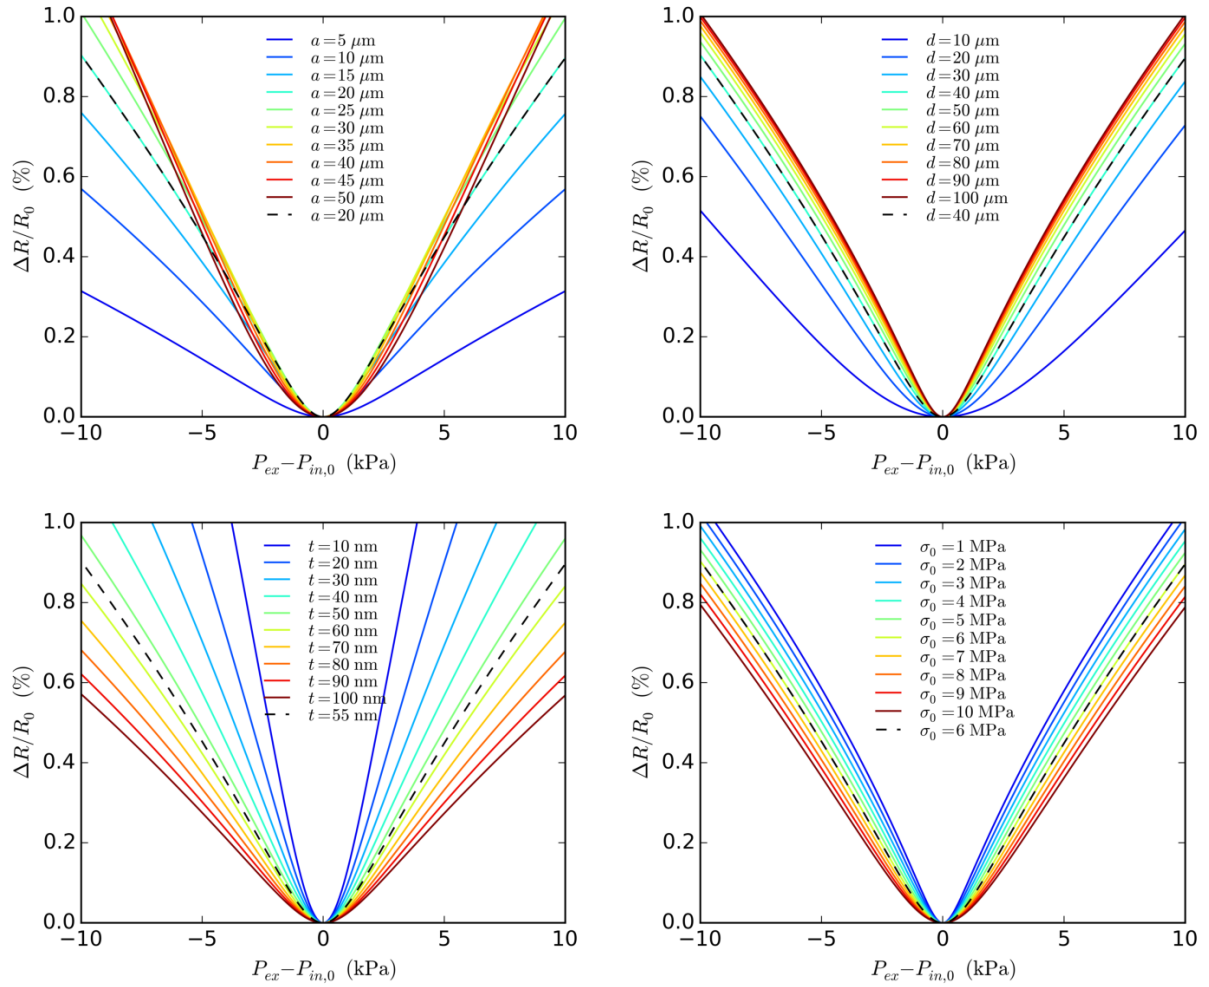 1.0
0.8
0.6
0.4
0.2
0.0
ΔR/R₀ (%)
a=5 μm
a=10 μm
a=15 μm
a=20 μm
a=25 μm
a=30 μm
a=35 μm
a=40 μm
a=45 μm
a=50 μm
a=20 μm
−10 −5 0 5 10
P_ex−P_in,0 (kPa)
1.0
0.8
0.6
0.4
0.2
0.0
ΔR/R₀ (%)
d=10 μm
d=20 μm
d=30 μm
d=40 μm
d=50 μm
d=60 μm
d=70 μm
d=80 μm
d=90 μm
d=100 μm
d=40 μm
−10 −5 0 5 10
P_ex−P_in,0 (kPa)
1.0
0.8
0.6
0.4
0.2
0.0
ΔR/R₀ (%)
t=10 nm
t=20 nm
t=30 nm
t=40 nm
t=50 nm
t=60 nm
t=70 nm
t=80 nm
t=90 nm
t=100 nm
t=55 nm
−10 −5 0 5 10
P_ex−P_in,0 (kPa)
1.0
0.8
0.6
0.4
0.2
0.0
ΔR/R₀ (%)
σ₀=1 MPa
σ₀=2 MPa
σ₀=3 MPa
σ₀=4 MPa
σ₀=5 MPa
σ₀=6 MPa
σ₀=7 MPa
σ₀=8 MPa
σ₀=9 MPa
σ₀=10 MPa
σ₀=6 MPa
−10 −5 0 5 10
P_ex−P_in,0 (kPa)